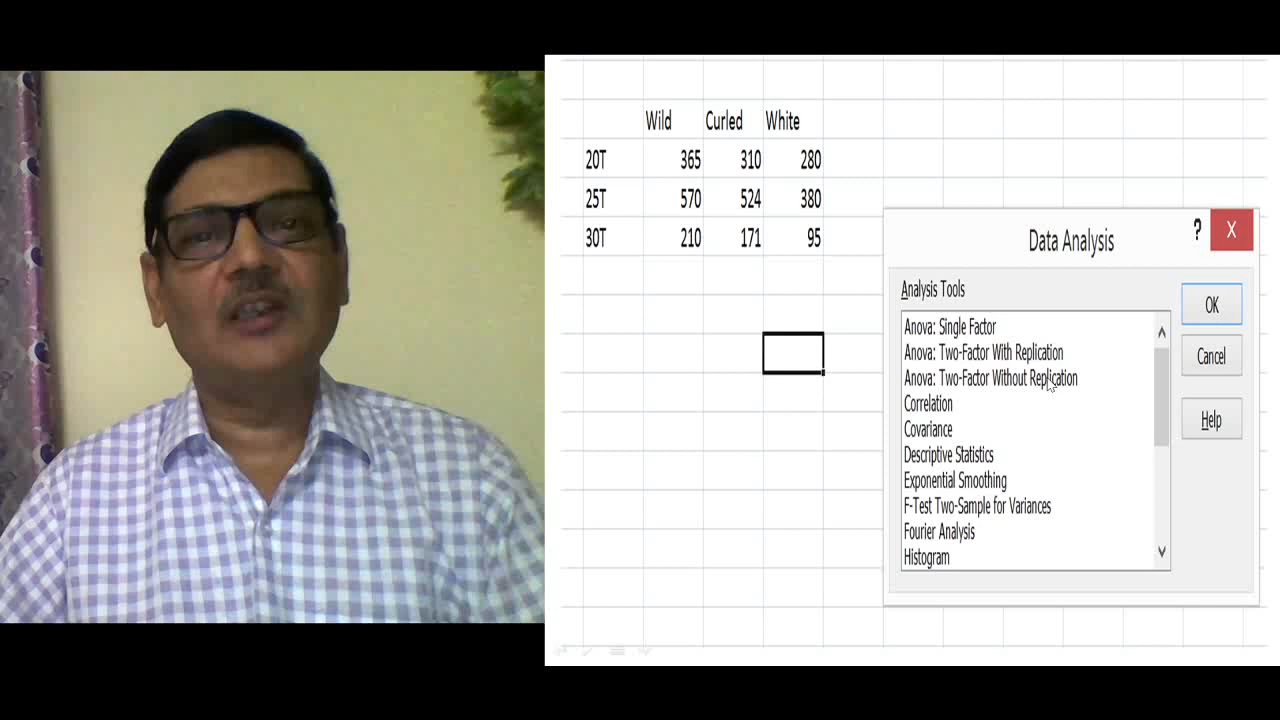 Wild Curled White
20T 365 310 280
25T 570 524 380
30T 210 171 95
Data Analysis ? X
Analysis Tools
Anova: Single Factor
Anova: Two-Factor With Replication
Anova: Two-Factor Without Replication
Correlation
Covariance
Descriptive Statistics
Exponential Smoothing
F-Test Two-Sample for Variances
Fourier Analysis
Histogram
OK
Cancel
Help